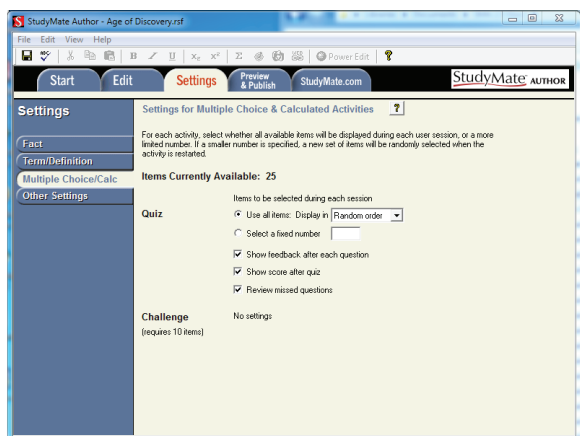 StudyMate Author - Age of Discovery.rsf
File Edit View Help
B I U X₂ X² Σ Power Edit ?
Start Edit Settings Preview & Publish StudyMate.com StudyMate AUTHOR
Settings
Fact
Term/Definition
Multiple Choice/Calc
Other Settings
Settings for Multiple Choice & Calculated Activities ?
For each activity, select whether all available items will be displayed during each user session, or a more
limited number. If a smaller number is specified, a new set of items will be randomly selected when the
activity is restarted.
Items Currently Available: 25
Items to be selected during each session
Quiz
Use all items: Display in Random order
Select a fixed number
Show feedback after each question
Show score after quiz
Review missed questions
Challenge No settings
(requires 10 items)